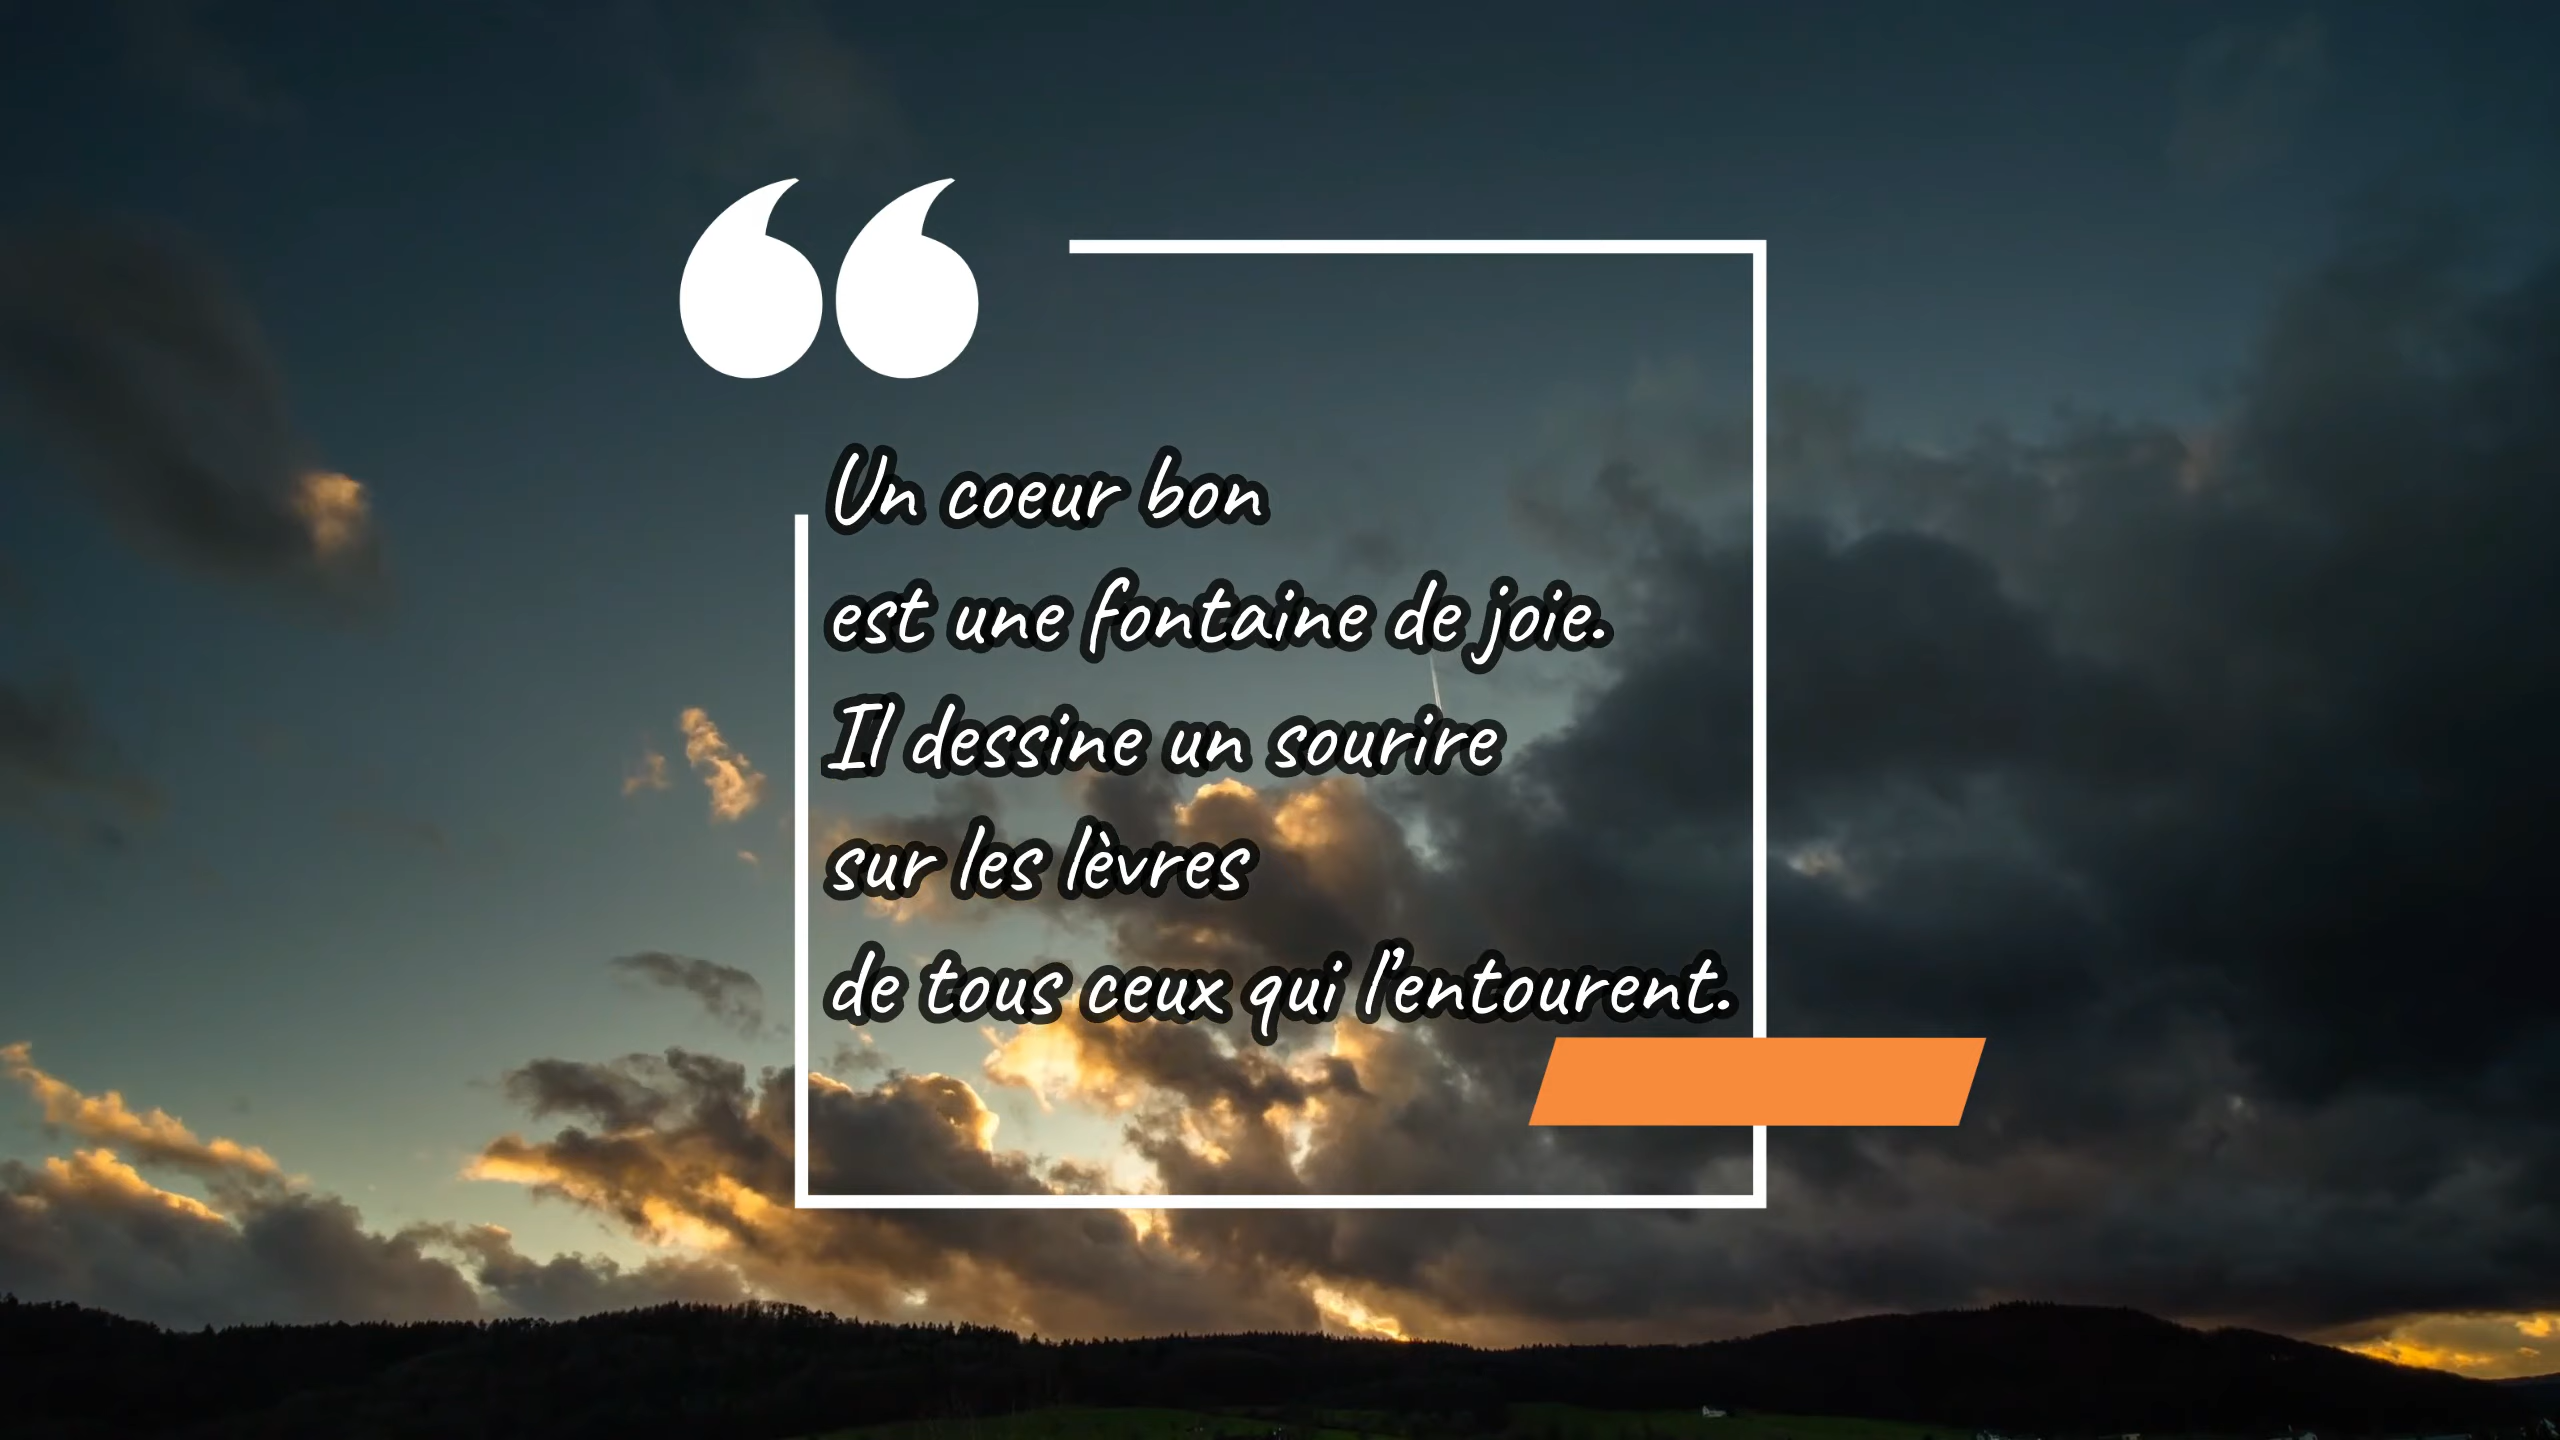 Un coeur bon
est une fontaine de joie.
Il dessine un sourire
sur les lèvres
de tous ceux qui l'entourent.